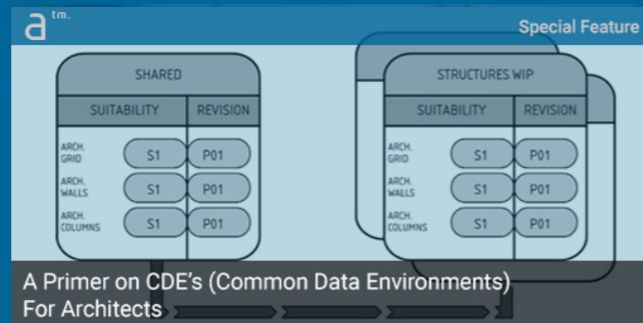 a tm.
Special Feature
SHARED
SUITABILITY REVISION
ARCH.
GRID S1 P01
ARCH.
WALLS S1 P01
ARCH.
COLUMNS S1 P01
STRUCTURES WIP
SUITABILITY REVISION
ARCH.
GRID S1 P01
ARCH.
WALLS S1 P01
ARCH.
COLUMNS S1 P01
A Primer on CDE's (Common Data Environments)
For Architects